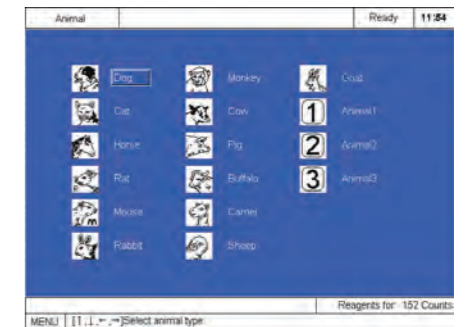 Animal Ready 11:54
Dog Monkey Goat
Cat Cow 1 Animal1
Horse Pig 2 Animal2
Rat Buffalo 3 Animal3
Mouse m Camel
Rabbit Sheep
Reagents for 152 Counts
MENU [↑,↓,←,→]Select animal type